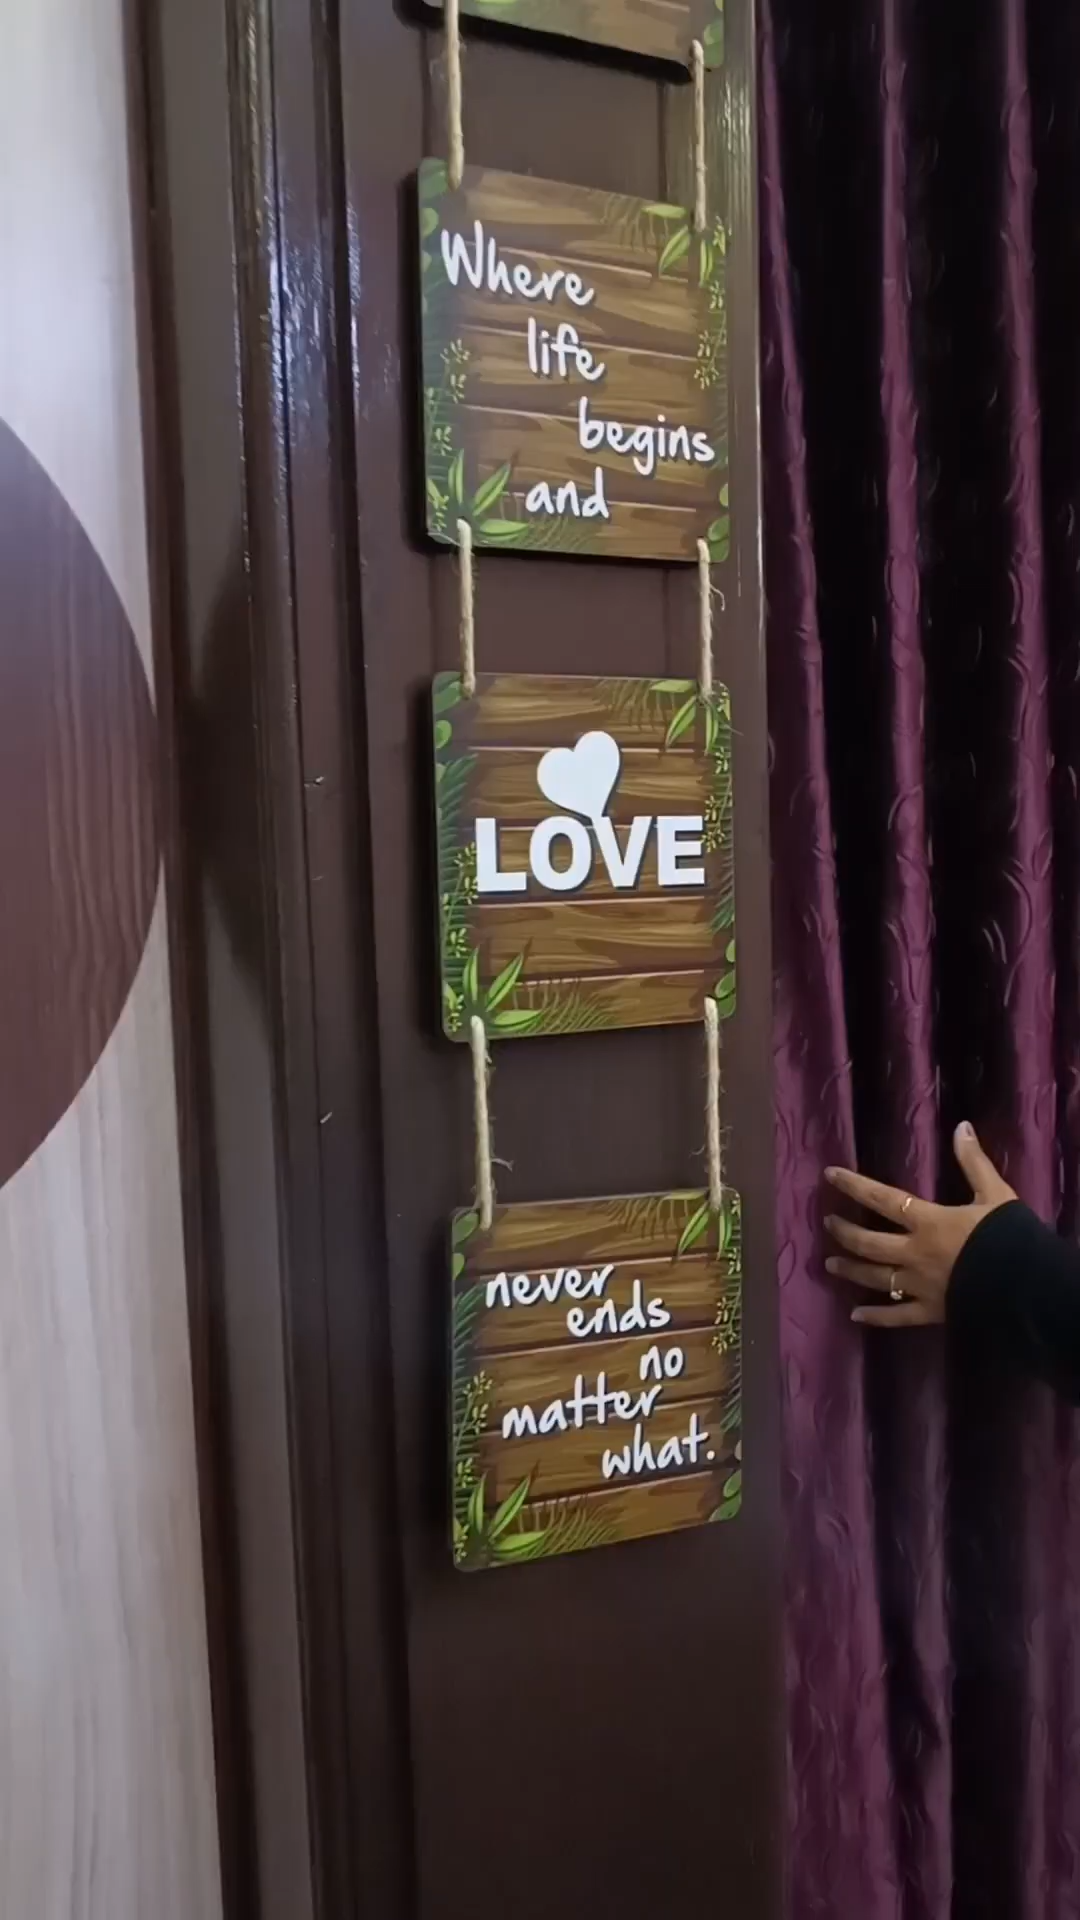 Where
life
begins
and
LOVE
never
ends
no
matter
what.